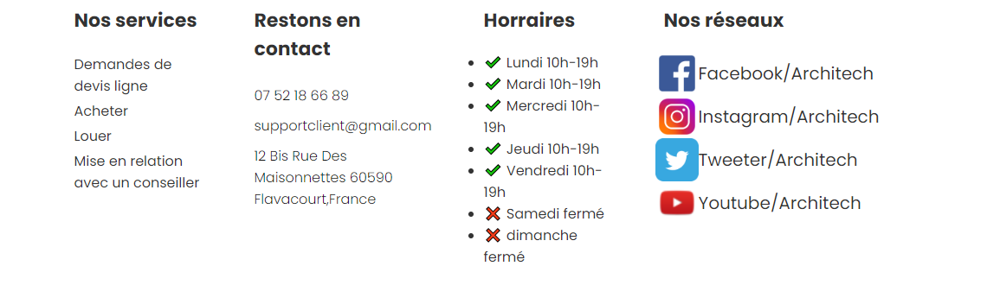 Nos services
Demandes de
devis ligne
Acheter
Louer
Mise en relation
avec un conseiller
Restons en
contact
07 52 18 66 89
supportclient@gmail.com
12 Bis Rue Des
Maisonnettes 60590
Flavacourt,France
Horraires
Lundi 10h-19h
Mardi 10h-19h
Mercredi 10h-
19h
Jeudi 10h-19h
Vendredi 10h-
19h
Samedi fermé
dimanche
fermé
Nos réseaux
Facebook/Architech
Instagram/Architech
Tweeter/Architech
Youtube/Architech